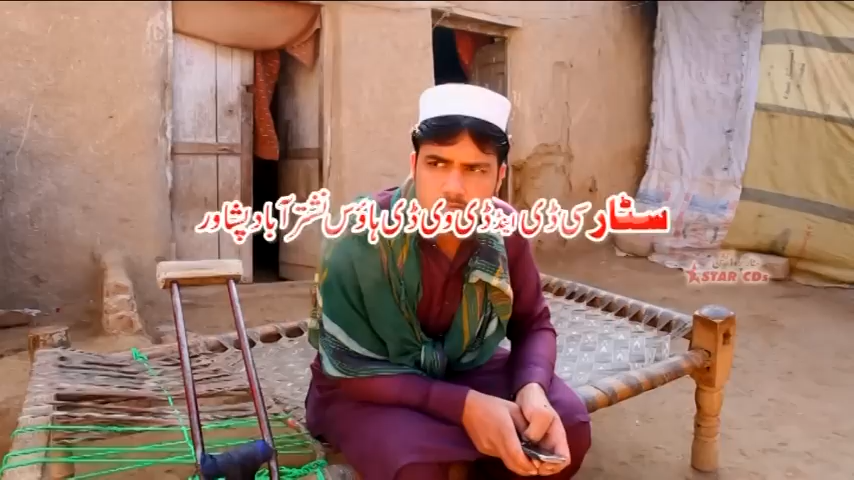 سٹار سی ڈی اینڈ ڈی وی ڈی ہاؤس نشتر آباد پشاور
STAR CDs